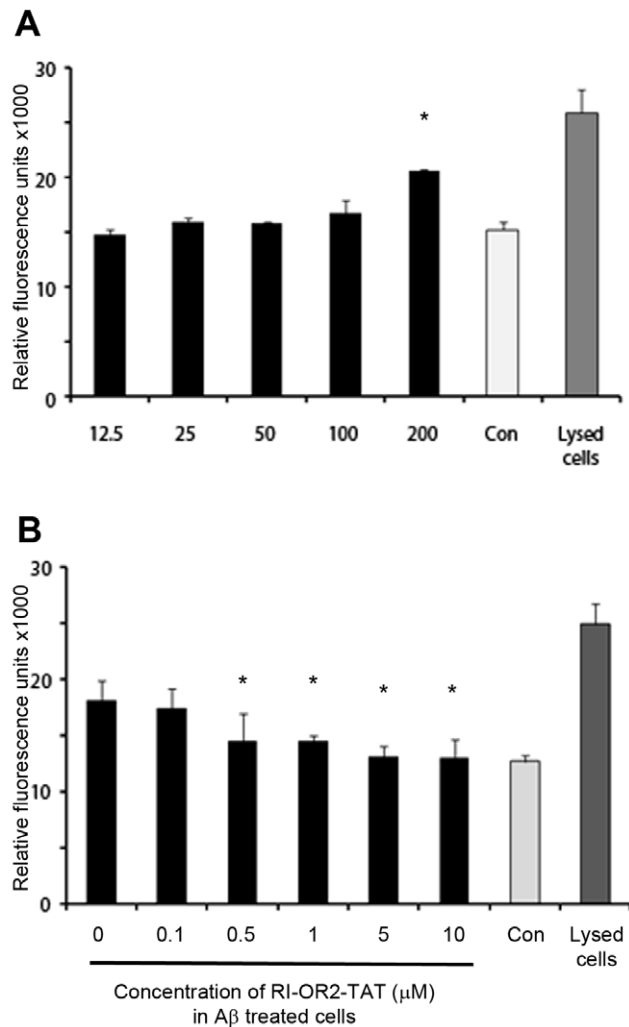 A
Relative fluorescence units x1000
30
20
10
0
*
12.5 25 50 100 200 Con Lysed
cells
B
Relative fluorescence units x1000
30
20
10
0
* * * *
0 0.1 0.5 1 5 10 Con Lysed
cells
Concentration of RI-OR2-TAT (μM)
in Aβ treated cells